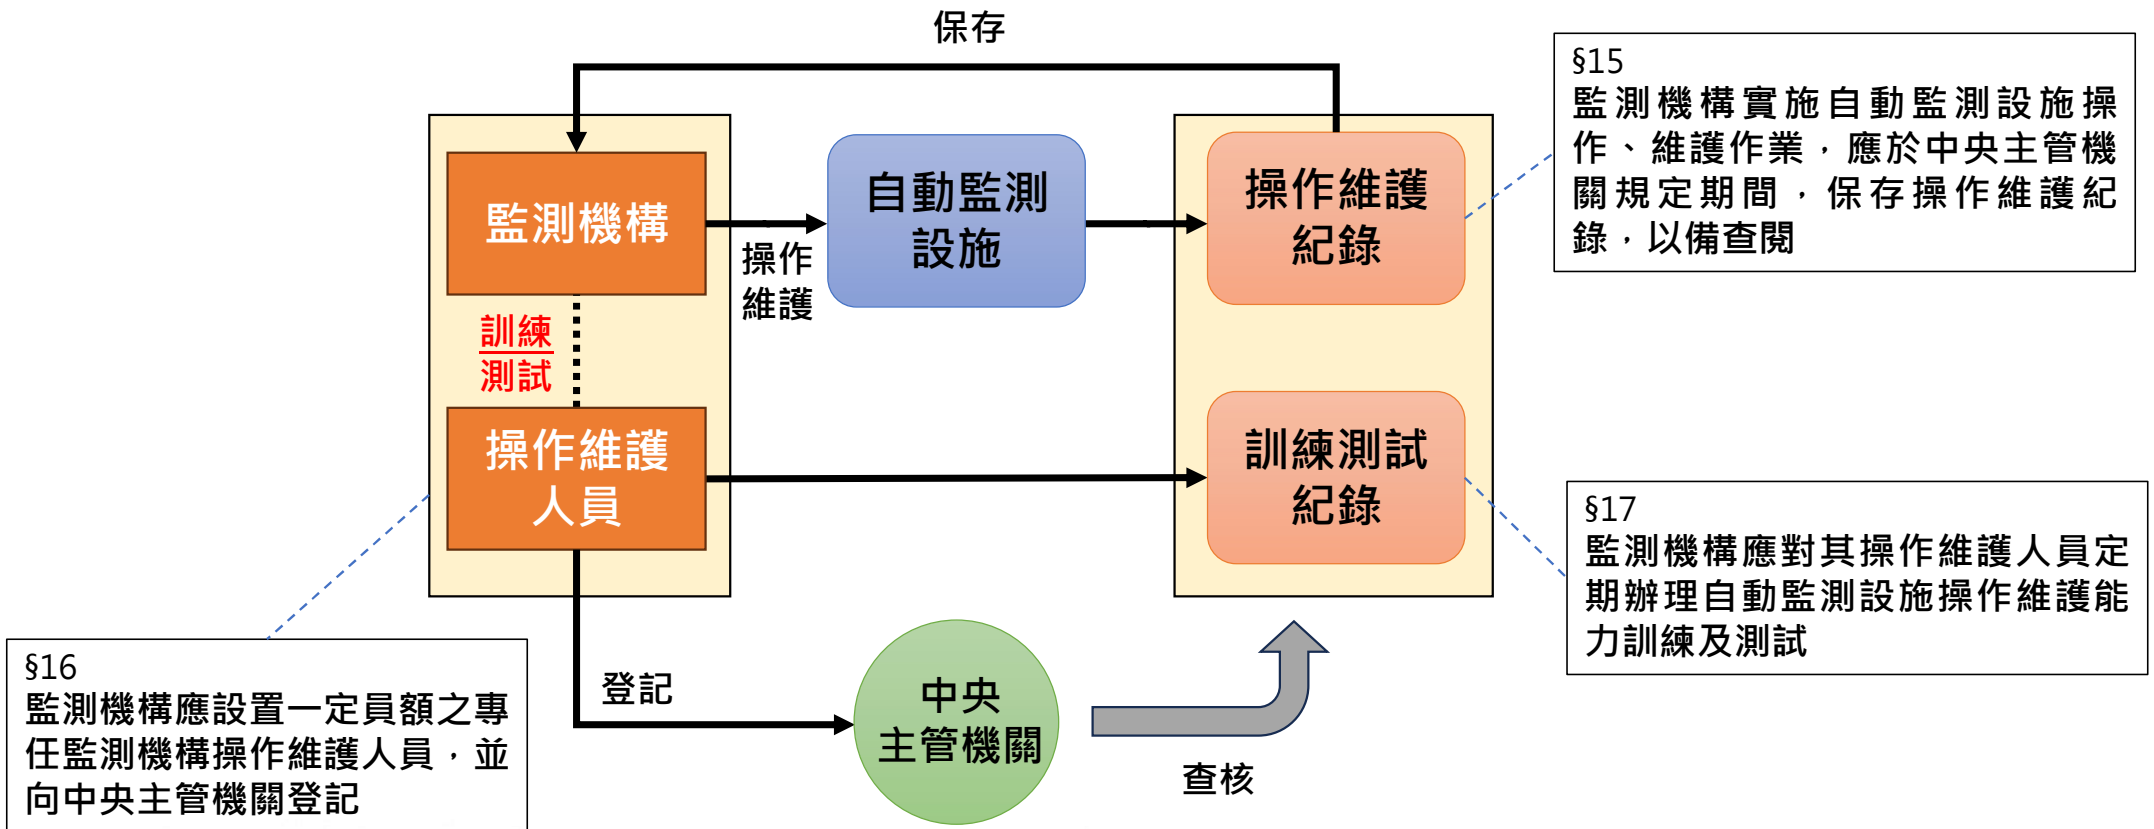 保存
§15
監測機構實施自動監測設施操
作、維護作業，應於中央主管機
關規定期間，保存操作維護紀
錄，以備查閱
監測機構
自動監測
設施
操作維護
紀錄
操作
維護
訓練
測試
操作維護
人員
訓練測試
紀錄
§17
監測機構應對其操作維護人員定
期辦理自動監測設施操作維護能
力訓練及測試
§16
監測機構應設置一定員額之專
任監測機構操作維護人員，並
向中央主管機關登記
登記
中央
主管機關
查核